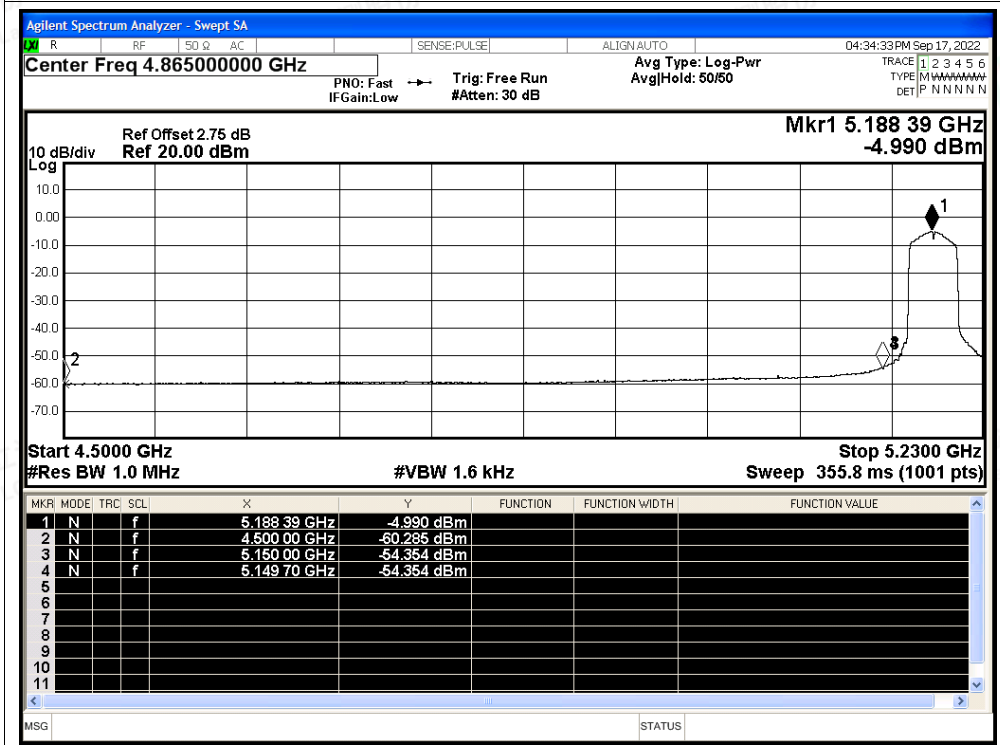 Agilent Spectrum Analyzer - Swept SA
LXI R RF 50 Ω AC SENSE:PULSE ALIGN AUTO 04:34:33 PM Sep 17, 2022
Center Freq 4.865000000 GHz
PNO: Fast
IFGain:Low
Trig: Free Run
#Atten: 30 dB
Avg Type: Log-Pwr
Avg|Hold: 50/50
TRACE 1 2 3 4 5 6
TYPE M
DET P N N N N N
Mkr1 5.188 39 GHz
-4.990 dBm
Ref Offset 2.75 dB
10 dB/div Ref 20.00 dBm
Log
10.0
0.00
-10.0
-20.0
-30.0
-40.0
-50.0
-60.0
-70.0
1
2
Start 4.5000 GHz Stop 5.2300 GHz
#Res BW 1.0 MHz #VBW 1.6 kHz Sweep 355.8 ms (1001 pts)
MKR MODE TRC SCL X Y FUNCTION FUNCTION WIDTH FUNCTION VALUE
1 N f 5.188 39 GHz -4.990 dBm
2 N f 4.500 00 GHz -60.285 dBm
3 N f 5.150 00 GHz -54.354 dBm
4 N f 5.149 70 GHz -54.354 dBm
5
6
7
8
9
10
11
MSG STATUS